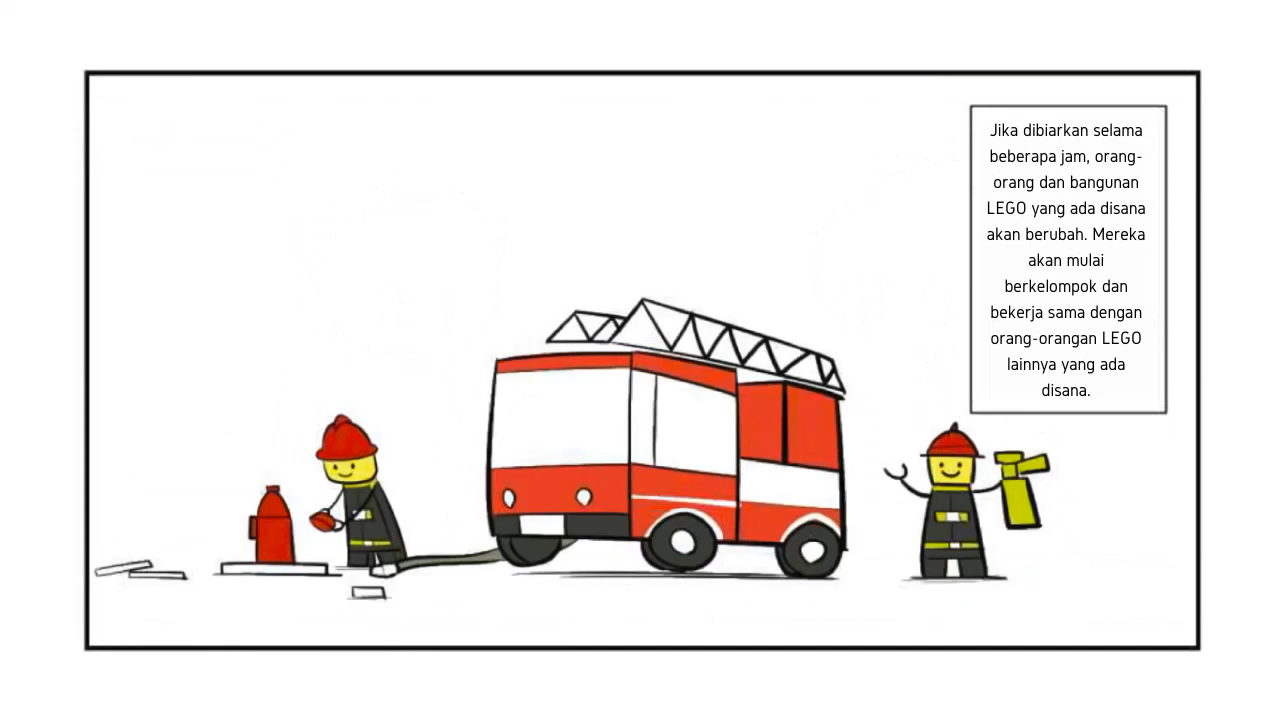 Jika dibiarkan selama
beberapa jam, orang-
orang dan bangunan
LEGO yang ada disana
akan berubah. Mereka
akan mulai
berkelompok dan
bekerja sama dengan
orang-orangan LEGO
lainnya yang ada
disana.